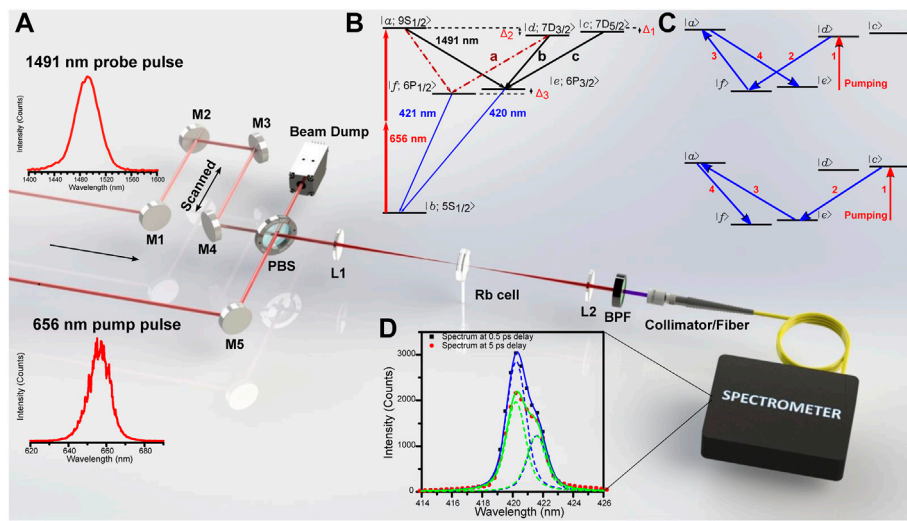 A
1491 nm probe pulse
Intensity (Counts)
1400 1450 1500 1550 1600
Wavelength (nm)
M1
M2
M3
M4
Scanned
Beam Dump
PBS
L1
M5
Rb cell
L2 BPF
Collimator/Fiber
SPECTROMETER
656 nm pump pulse
Intensity (Counts)
620 640 660 680
Wavelength (nm)
B
|a; 9S1/2⟩
|d; 7D3/2⟩
|c; 7D5/2⟩
Δ2
Δ1
1491 nm
a
b
c
|f; 6P1/2⟩
|e; 6P3/2⟩
Δ3
421 nm
420 nm
656 nm
|b; 5S1/2⟩
C
|a⟩
|d⟩
|c⟩
3
4
2
1
|f⟩
|e⟩
Pumping
|a⟩
|d⟩
|c⟩
4
3
2
1
|f⟩
|e⟩
Pumping
D
Spectrum at 0.5 ps delay
Spectrum at 5 ps delay
Intensity (Counts)
3000
2000
1000
0
414 416 418 420 422 424 426
Wavelength (nm)